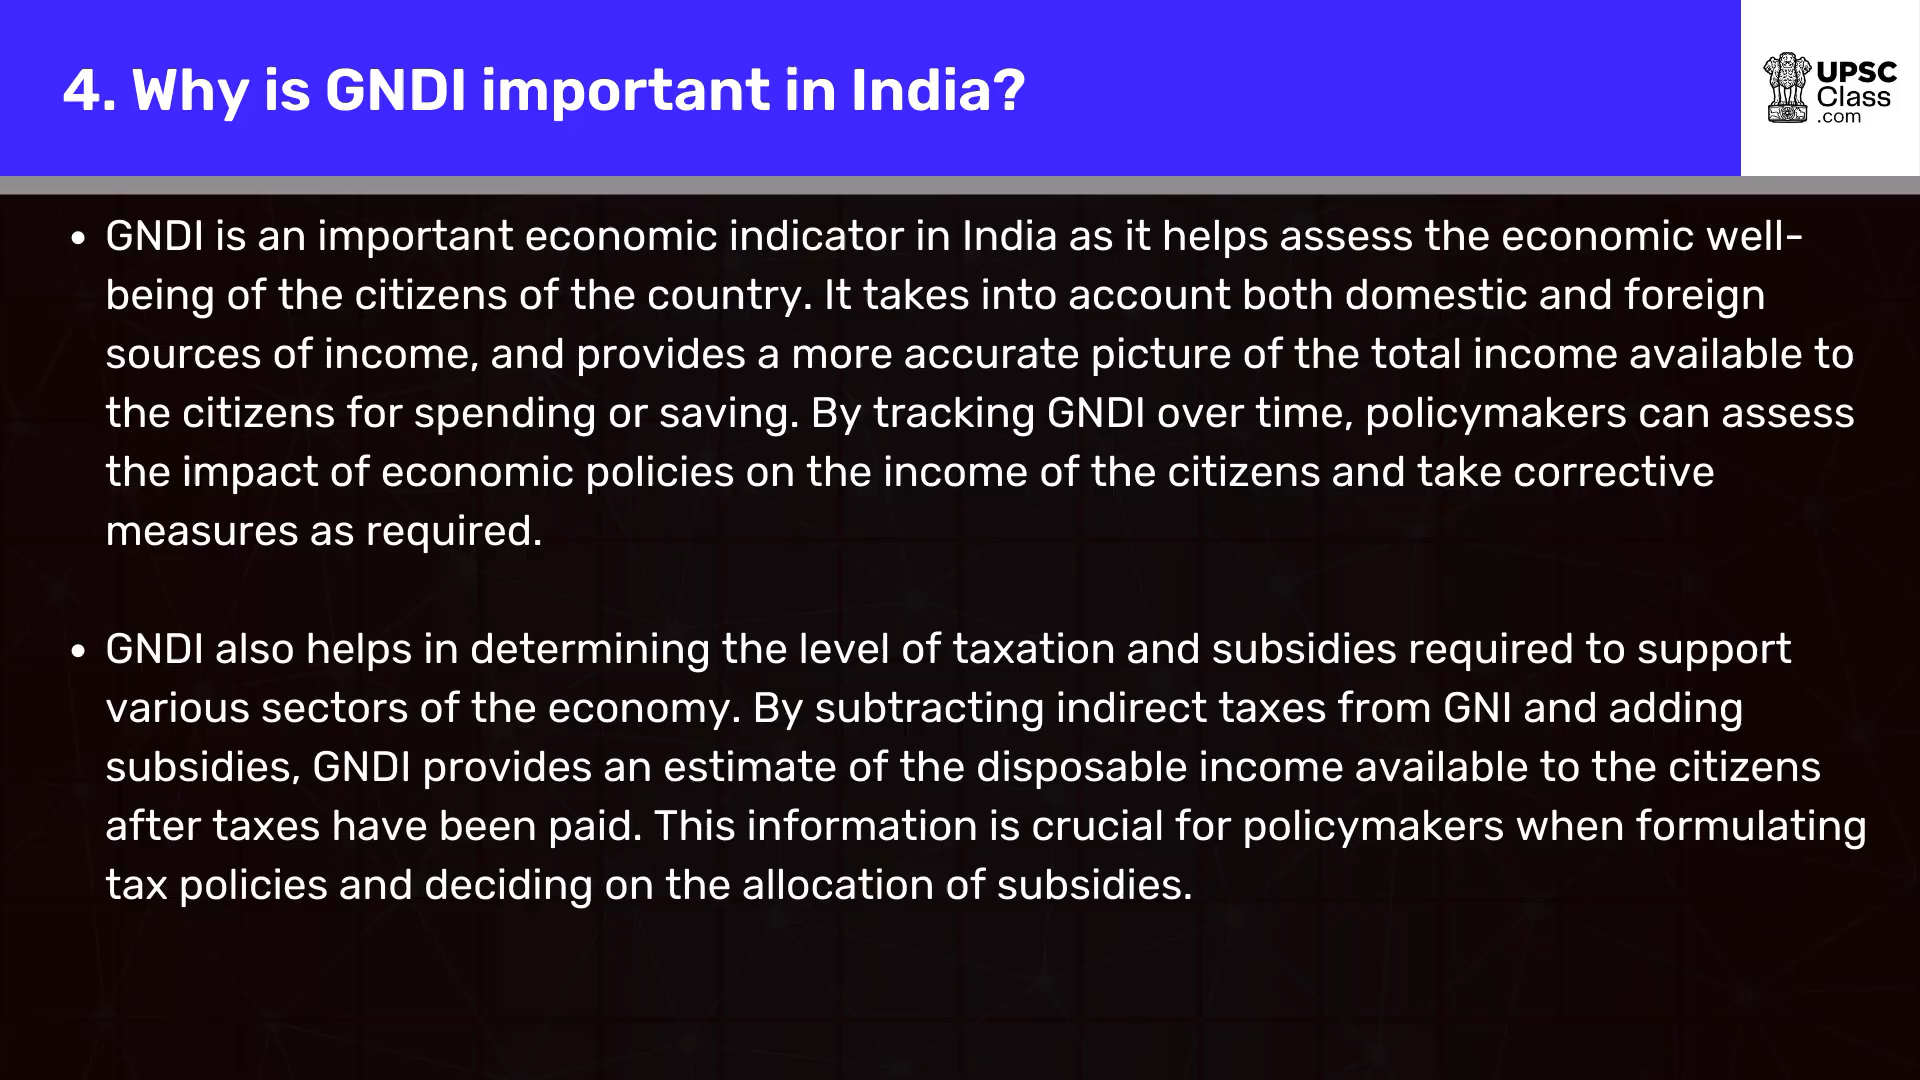 4. Why is GNDI important in India?
UPSC
Class
.com
• GNDI is an important economic indicator in India as it helps assess the economic well-
being of the citizens of the country. It takes into account both domestic and foreign
sources of income, and provides a more accurate picture of the total income available to
the citizens for spending or saving. By tracking GNDI over time, policymakers can assess
the impact of economic policies on the income of the citizens and take corrective
measures as required.
• GNDI also helps in determining the level of taxation and subsidies required to support
various sectors of the economy. By subtracting indirect taxes from GNI and adding
subsidies, GNDI provides an estimate of the disposable income available to the citizens
after taxes have been paid. This information is crucial for policymakers when formulating
tax policies and deciding on the allocation of subsidies.